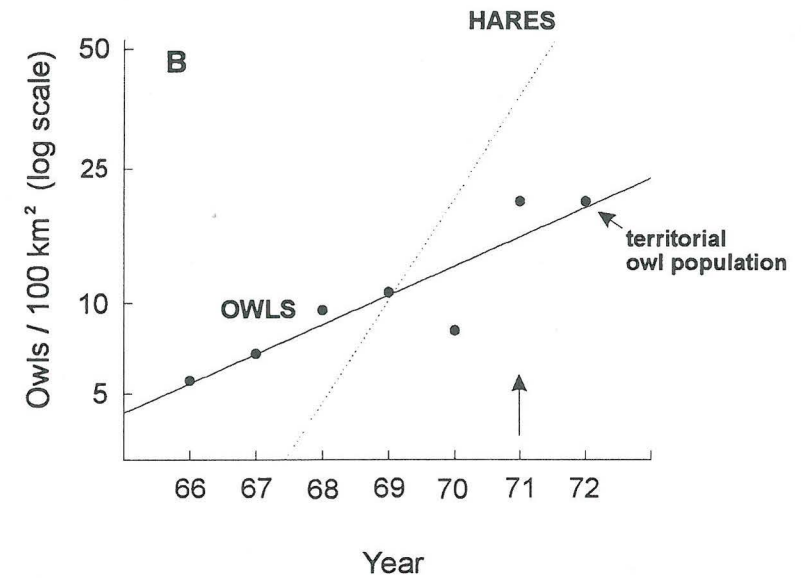 HARES
B
50
25
10
5
Owls / 100 km² (log scale)
OWLS
territorial
owl population
66 67 68 69 70 71 72
Year